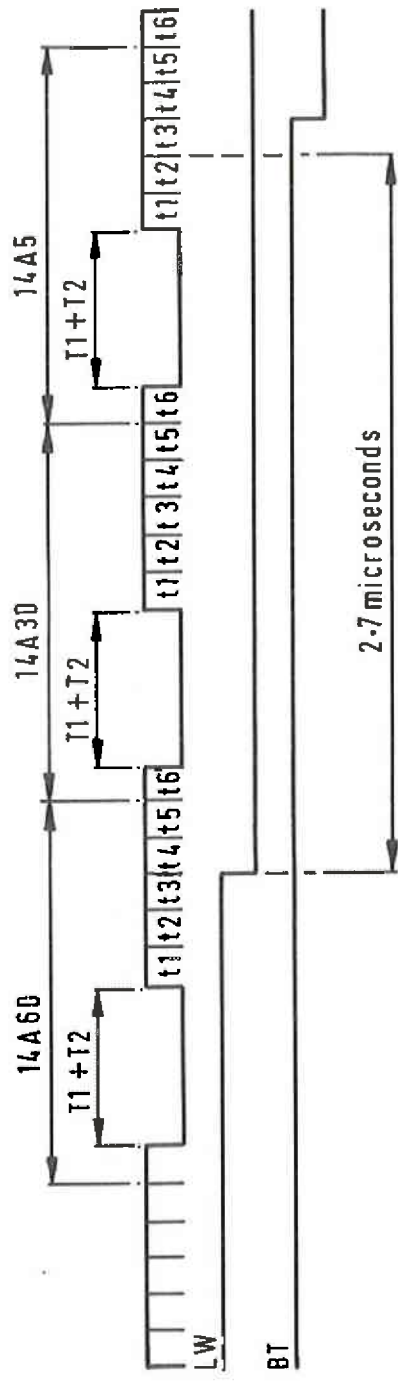 14A6D
14A3D
14A5
T1+T2
T1+T2
T1+T2
t1 t2 t3 t4 t5 t6
t1 t2 t3 t4 t5 t6
t1 t2 t3 t4 t5 t6
LW
BT
2·7 microseconds